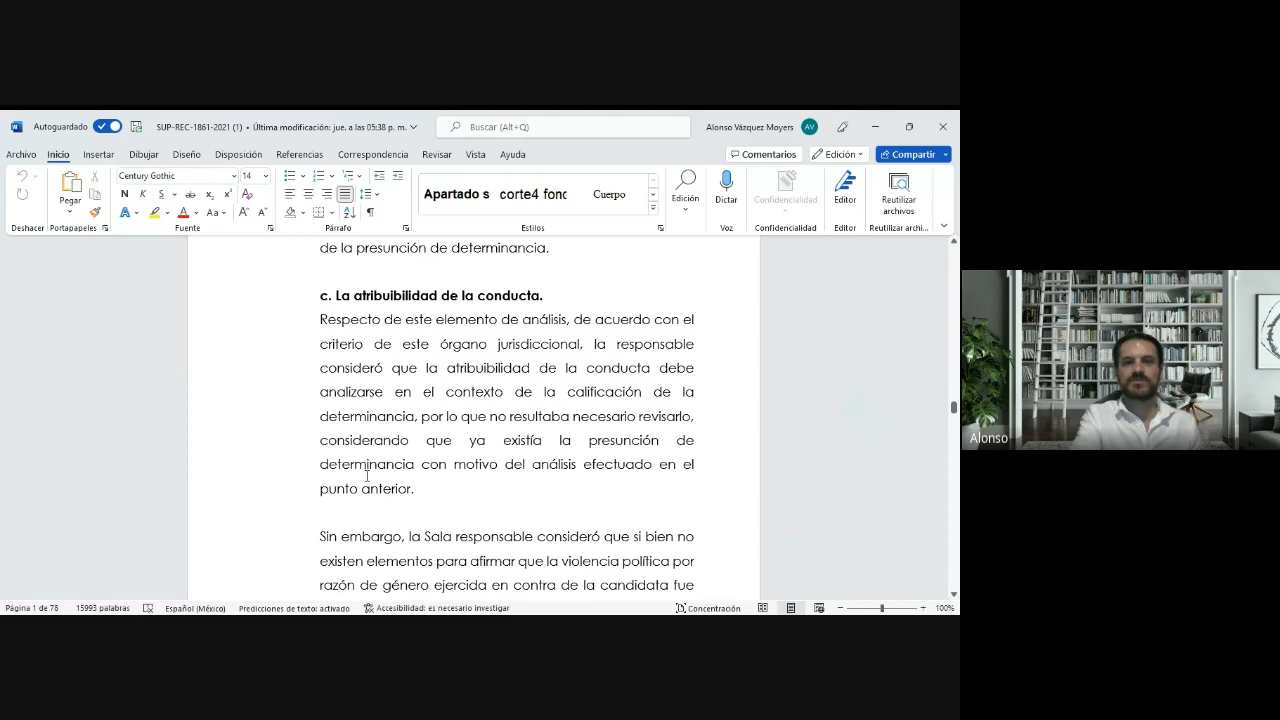 Autoguardado
SUP-REC-1861-2021 (1) • Última modificación: jue. a las 05:38 p. m.
Buscar (Alt+Q)
Alonso Vázquez Moyers
AV
Archivo Inicio Insertar Dibujar Diseño Disposición Referencias Correspondencia Revisar Vista Ayuda
Comentarios
Edición
Compartir
Pegar
Century Gothic 14
N K S ab x₂ x²
A A Aa A A
Apartado s corte4 fond Cuerpo
Edición
Dictar
Confidencialidad
Editor
Reutilizar
archivos
Deshacer Portapapeles Fuente Párrafo Estilos Voz Confidencialidad Editor Reutilizar archi...
de la presunción de determinancia.
c. La atribuibilidad de la conducta.
Respecto de este elemento de análisis, de acuerdo con el
criterio de este órgano jurisdiccional, la responsable
consideró que la atribuibilidad de la conducta debe
analizarse en el contexto de la calificación de la
determinancia, por lo que no resultaba necesario revisarlo,
considerando que ya existía la presunción de
determinancia con motivo del análisis efectuado en el
punto anterior.
Sin embargo, la Sala responsable consideró que si bien no
existen elementos para afirmar que la violencia política por
razón de género ejercida en contra de la candidata fue
Página 1 de 78 15993 palabras Español (México) Predicciones de texto: activado Accesibilidad: es necesario investigar Concentración 100%
Alonso